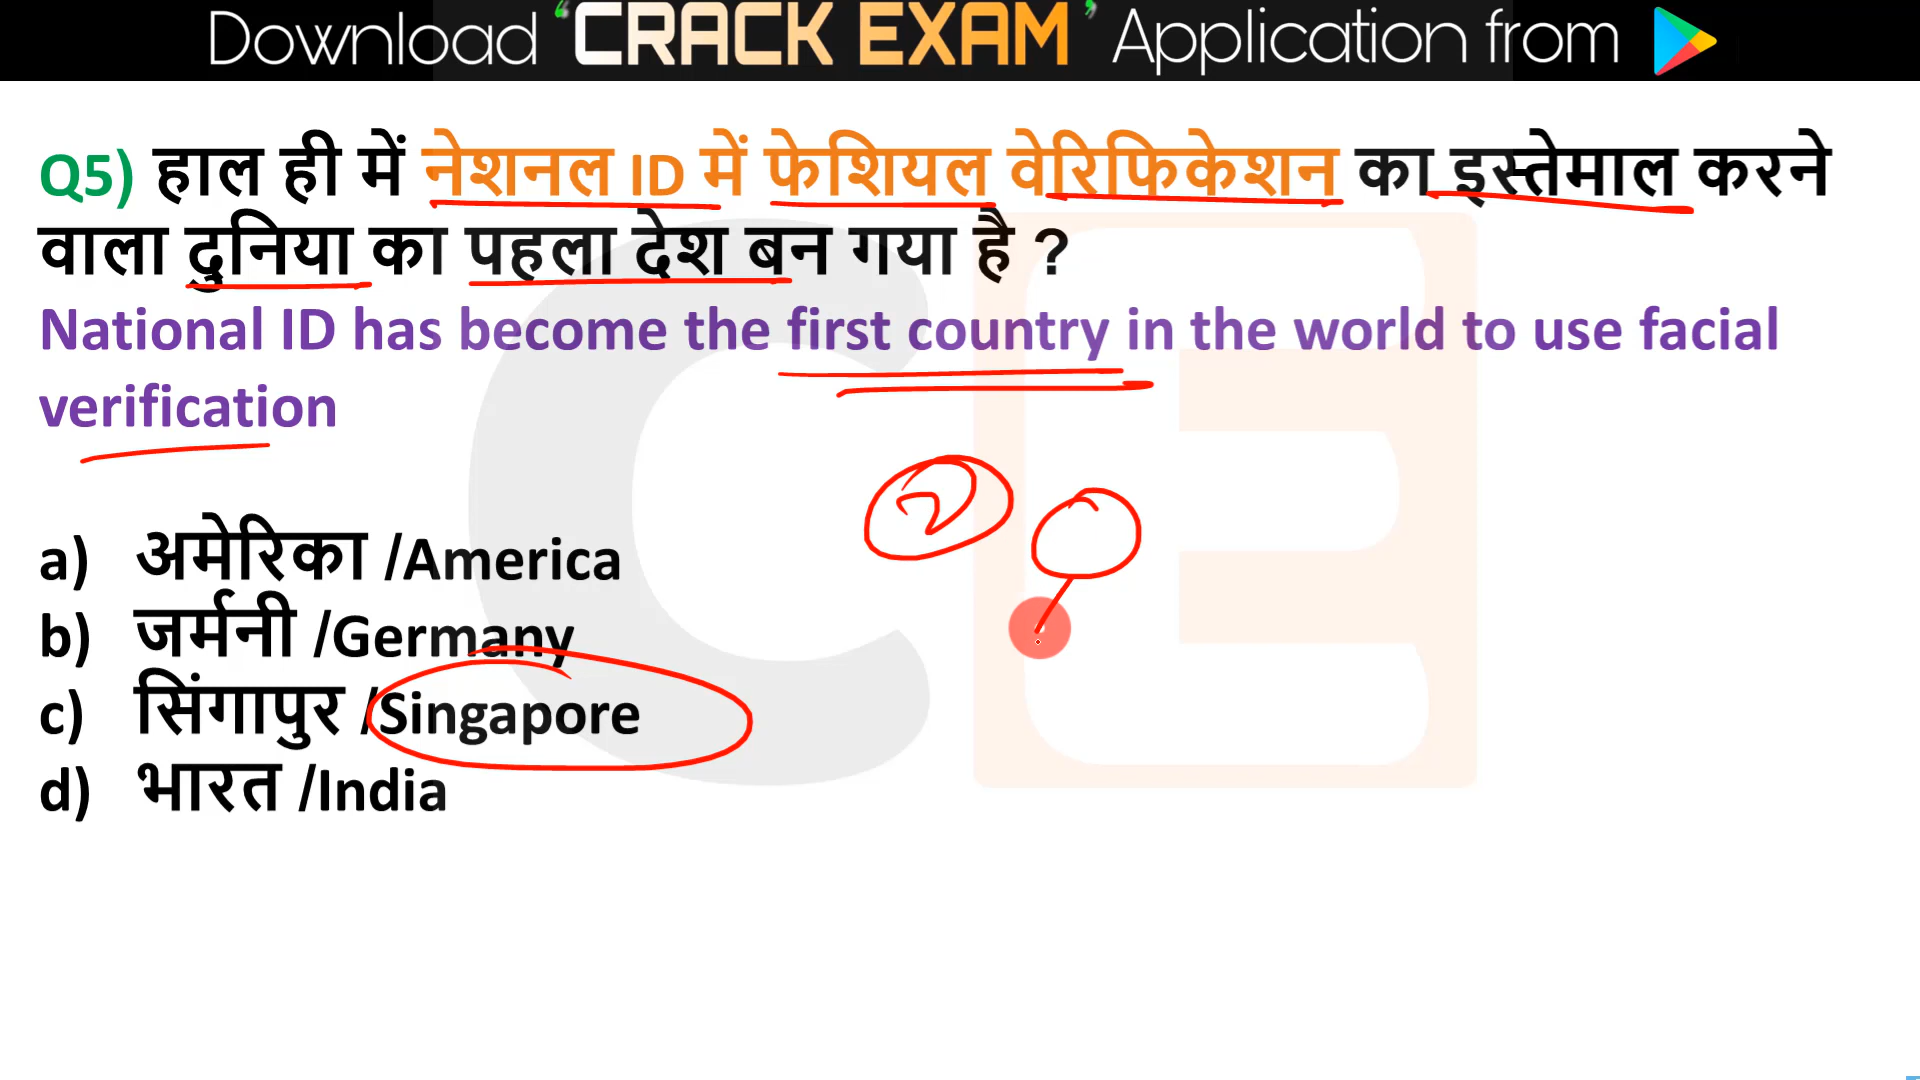 Download ‘CRACK EXAM’ Application from
Q5) हाल ही में नेशनल ID में फेशियल वेरिफिकेशन का इस्तेमाल करने
वाला दुनिया का पहला देश बन गया है ?
National ID has become the first country in the world to use facial
verification
a) अमेरिका /America
b) जर्मनी /Germany
c) सिंगापुर /Singapore
d) भारत /India